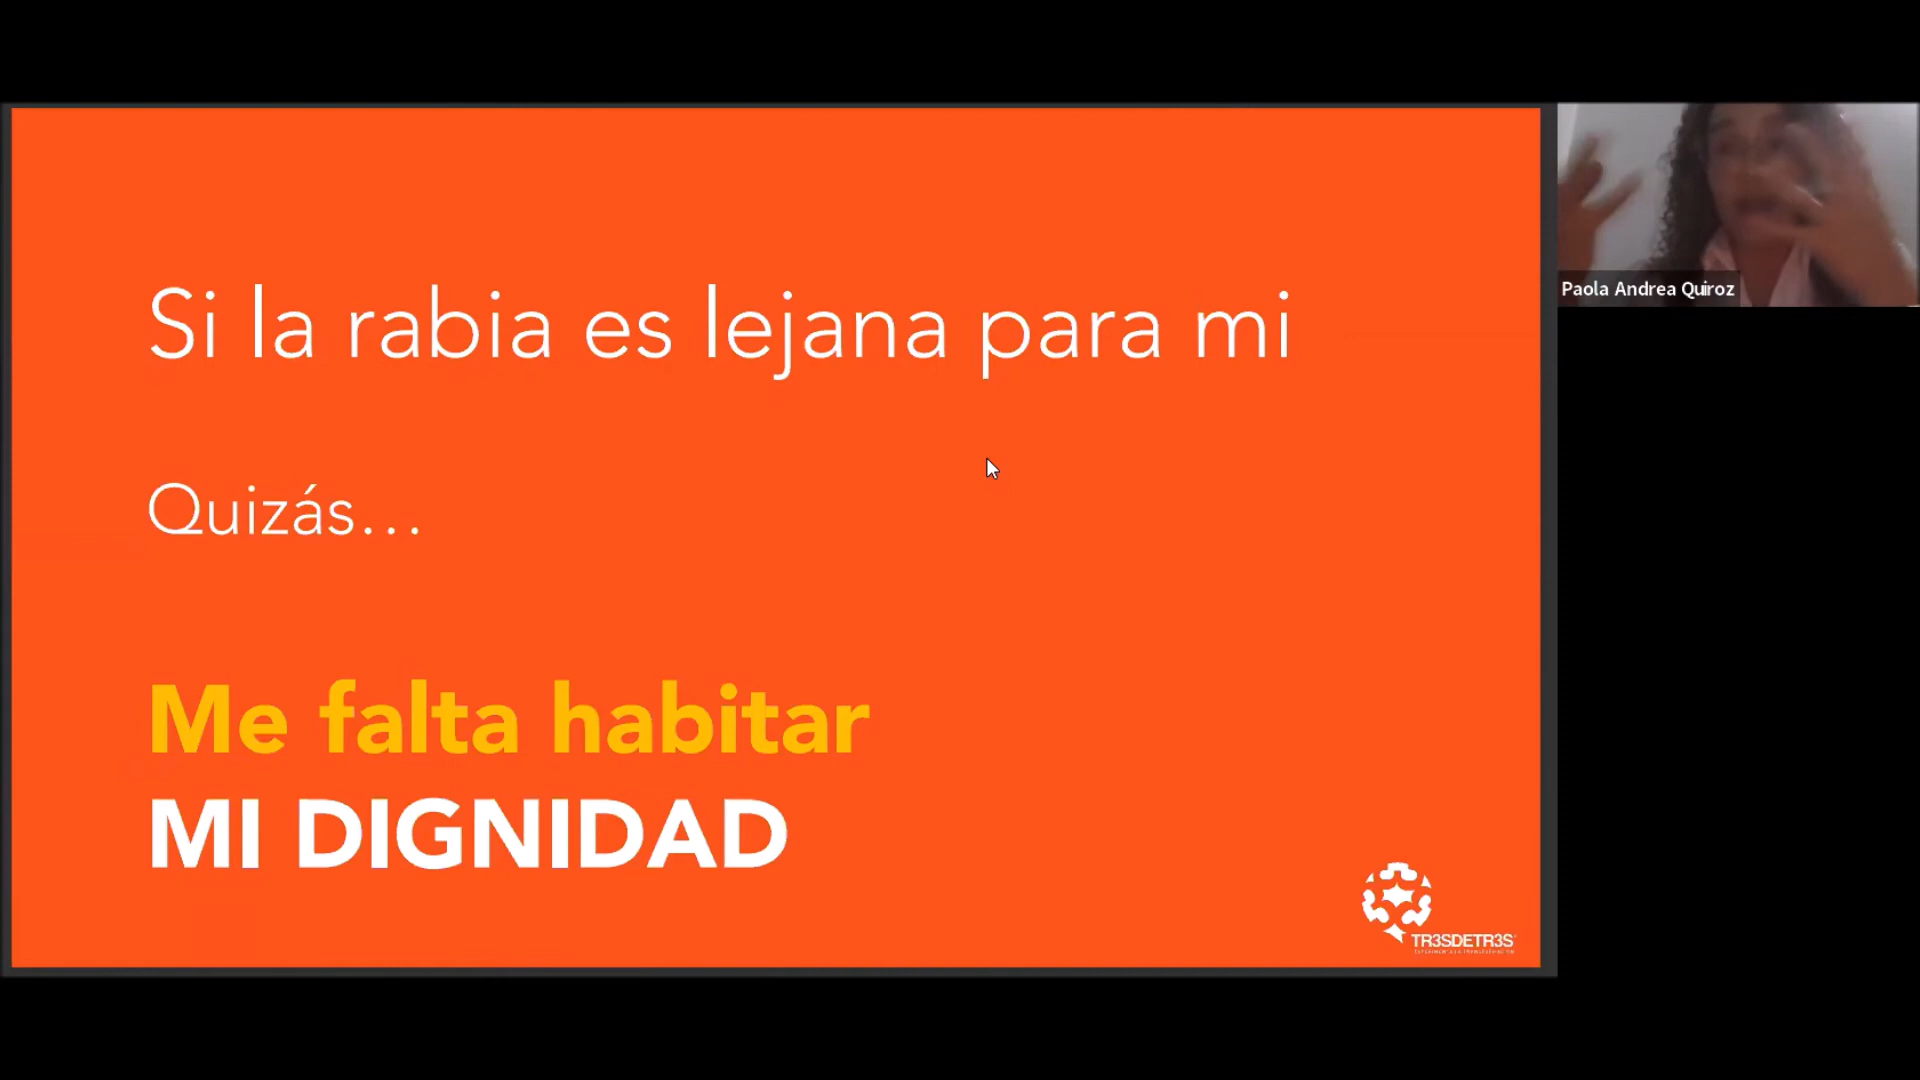 Si la rabia es lejana para mi
Quizás...
Me falta habitar
MI DIGNIDAD
TR3SDETR3S
Paola Andrea Quiroz